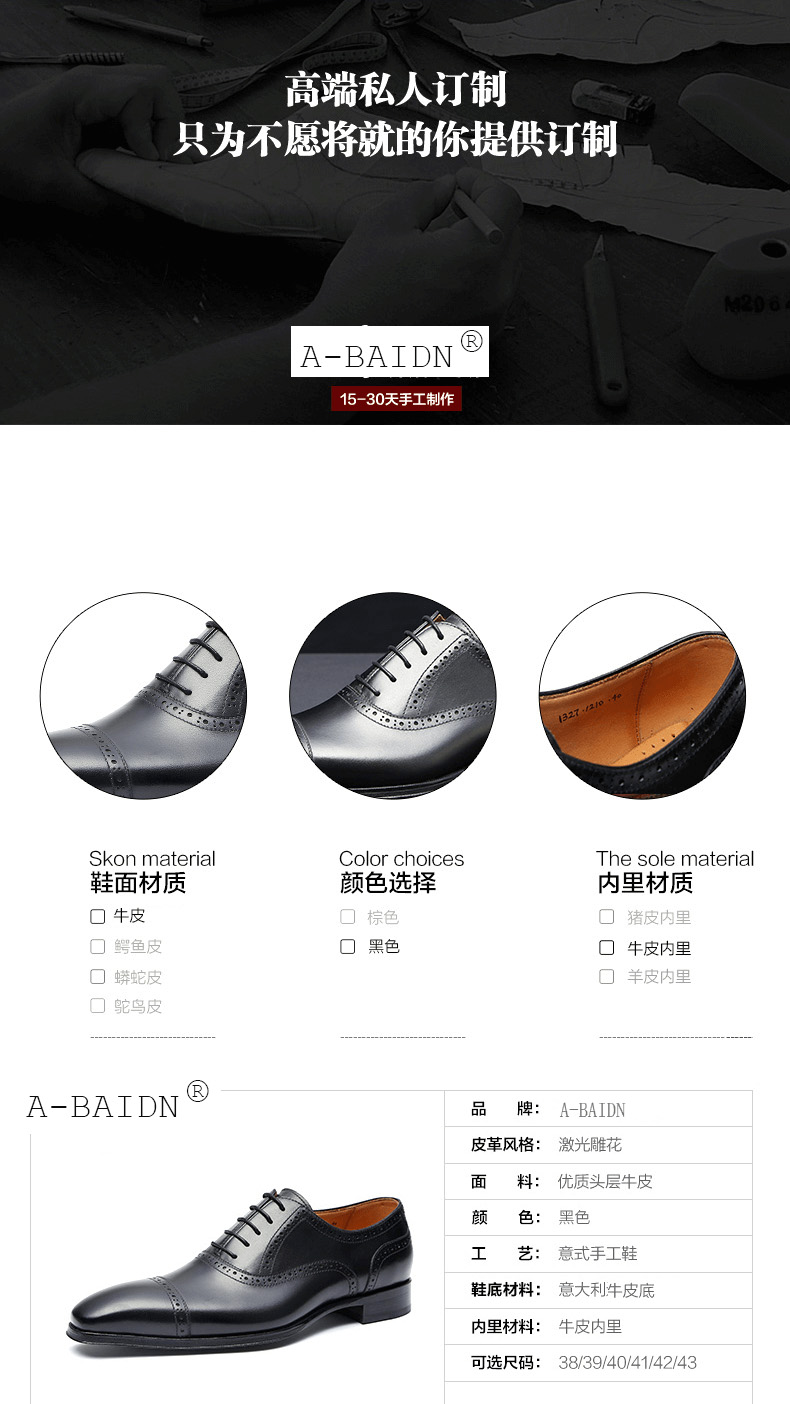 高端私人订制
只为不愿将就的你提供订制
A-BAIDN®
15-30天手工制作
1327·1210·40
Skon material
鞋面材质
牛皮
鳄鱼皮
蟒蛇皮
鸵鸟皮
Color choices
颜色选择
棕色
黑色
The sole material
内里材质
猪皮内里
牛皮内里
羊皮内里
A-BAIDN®
品 牌: A-BAIDN
皮革风格: 激光雕花
面 料: 优质头层牛皮
颜 色: 黑色
工 艺: 意式手工鞋
鞋底材料: 意大利牛皮底
内里材料: 牛皮内里
可选尺码: 38/39/40/41/42/43